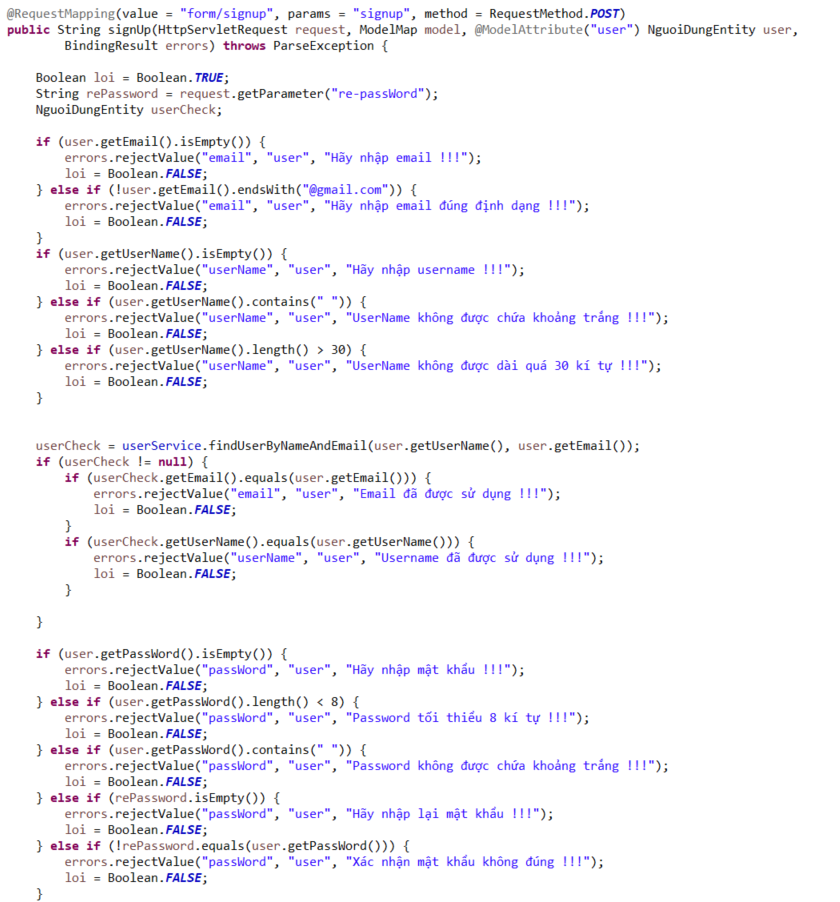 @RequestMapping(value = "form/signup", params = "signup", method = RequestMethod.POST)
public String signUp(HttpServletRequest request, ModelMap model, @ModelAttribute("user") NguoiDungEntity user,
        BindingResult errors) throws ParseException {
    Boolean loi = Boolean.TRUE;
    String rePassword = request.getParameter("re-passWord");
    NguoiDungEntity userCheck;
    if (user.getEmail().isEmpty()) {
        errors.rejectValue("email", "user", "Hãy nhập email !!!");
        loi = Boolean.FALSE;
    } else if (!user.getEmail().endsWith("@gmail.com")) {
        errors.rejectValue("email", "user", "Hãy nhập email đúng định dạng !!!");
        loi = Boolean.FALSE;
    }
    if (user.getUserName().isEmpty()) {
        errors.rejectValue("userName", "user", "Hãy nhập username !!!");
        loi = Boolean.FALSE;
    } else if (user.getUserName().contains(" ")) {
        errors.rejectValue("userName", "user", "UserName không được chứa khoảng trắng !!!");
        loi = Boolean.FALSE;
    } else if (user.getUserName().length() > 30) {
        errors.rejectValue("userName", "user", "UserName không được dài quá 30 kí tự !!!");
        loi = Boolean.FALSE;
    }
    userCheck = userService.findUserByNameAndEmail(user.getUserName(), user.getEmail());
    if (userCheck != null) {
        if (userCheck.getEmail().equals(user.getEmail())) {
            errors.rejectValue("email", "user", "Email đã được sử dụng !!!");
            loi = Boolean.FALSE;
        }
        if (userCheck.getUserName().equals(user.getUserName())) {
            errors.rejectValue("userName", "user", "Username đã được sử dụng !!!");
            loi = Boolean.FALSE;
        }
    }
    if (user.getPassWord().isEmpty()) {
        errors.rejectValue("passWord", "user", "Hãy nhập mật khẩu !!!");
        loi = Boolean.FALSE;
    } else if (user.getPassWord().length() < 8) {
        errors.rejectValue("passWord", "user", "Password tối thiểu 8 kí tự !!!");
        loi = Boolean.FALSE;
    } else if (user.getPassWord().contains(" ")) {
        errors.rejectValue("passWord", "user", "Password không được chứa khoảng trắng !!!");
        loi = Boolean.FALSE;
    } else if (rePassword.isEmpty()) {
        errors.rejectValue("passWord", "user", "Hãy nhập lại mật khẩu !!!");
        loi = Boolean.FALSE;
    } else if (!rePassword.equals(user.getPassWord())) {
        errors.rejectValue("passWord", "user", "Xác nhận mật khẩu không đúng !!!");
        loi = Boolean.FALSE;
    }